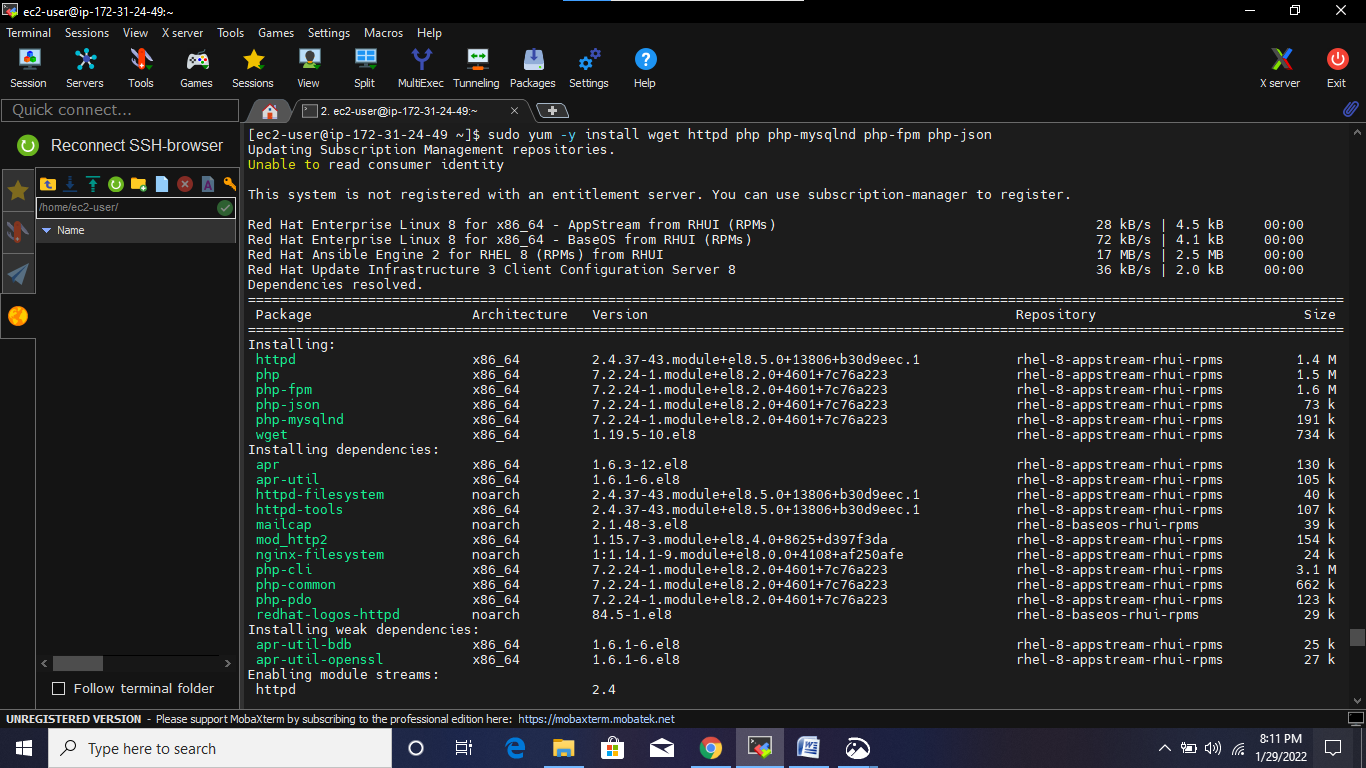 ec2-user@ip-172-31-24-49:~
Terminal Sessions View X server Tools Games Settings Macros Help
Session Servers Tools Games Sessions View Split MultiExec Tunneling Packages Settings Help X server Exit
Quick connect...
2. ec2-user@ip-172-31-24-49:~
Reconnect SSH-browser
/home/ec2-user/
Name
Follow terminal folder
[ec2-user@ip-172-31-24-49 ~]$ sudo yum -y install wget httpd php php-mysqlnd php-fpm php-json
Updating Subscription Management repositories.
Unable to read consumer identity
This system is not registered with an entitlement server. You can use subscription-manager to register.
Red Hat Enterprise Linux 8 for x86_64 - AppStream from RHUI (RPMs) 28 kB/s | 4.5 kB 00:00
Red Hat Enterprise Linux 8 for x86_64 - BaseOS from RHUI (RPMs) 72 kB/s | 4.1 kB 00:00
Red Hat Ansible Engine 2 for RHEL 8 (RPMs) from RHUI 17 MB/s | 2.5 MB 00:00
Red Hat Update Infrastructure 3 Client Configuration Server 8 36 kB/s | 2.0 kB 00:00
Dependencies resolved.
Package Architecture Version Repository Size
Installing:
httpd x86_64 2.4.37-43.module+el8.5.0+13806+b30d9eec.1 rhel-8-appstream-rhui-rpms 1.4 M
php x86_64 7.2.24-1.module+el8.2.0+4601+7c76a223 rhel-8-appstream-rhui-rpms 1.5 M
php-fpm x86_64 7.2.24-1.module+el8.2.0+4601+7c76a223 rhel-8-appstream-rhui-rpms 1.6 M
php-json x86_64 7.2.24-1.module+el8.2.0+4601+7c76a223 rhel-8-appstream-rhui-rpms 73 k
php-mysqlnd x86_64 7.2.24-1.module+el8.2.0+4601+7c76a223 rhel-8-appstream-rhui-rpms 191 k
wget x86_64 1.19.5-10.el8 rhel-8-appstream-rhui-rpms 734 k
Installing dependencies:
apr x86_64 1.6.3-12.el8 rhel-8-appstream-rhui-rpms 130 k
apr-util x86_64 1.6.1-6.el8 rhel-8-appstream-rhui-rpms 105 k
httpd-filesystem noarch 2.4.37-43.module+el8.5.0+13806+b30d9eec.1 rhel-8-appstream-rhui-rpms 40 k
httpd-tools x86_64 2.4.37-43.module+el8.5.0+13806+b30d9eec.1 rhel-8-appstream-rhui-rpms 107 k
mailcap noarch 2.1.48-3.el8 rhel-8-baseos-rhui-rpms 39 k
mod_http2 x86_64 1.15.7-3.module+el8.4.0+8625+d397f3da rhel-8-appstream-rhui-rpms 154 k
nginx-filesystem noarch 1:1.14.1-9.module+el8.0.0+4108+af250afe rhel-8-appstream-rhui-rpms 24 k
php-cli x86_64 7.2.24-1.module+el8.2.0+4601+7c76a223 rhel-8-appstream-rhui-rpms 3.1 M
php-common x86_64 7.2.24-1.module+el8.2.0+4601+7c76a223 rhel-8-appstream-rhui-rpms 662 k
php-pdo x86_64 7.2.24-1.module+el8.2.0+4601+7c76a223 rhel-8-appstream-rhui-rpms 123 k
redhat-logos-httpd noarch 84.5-1.el8 rhel-8-baseos-rhui-rpms 29 k
Installing weak dependencies:
apr-util-bdb x86_64 1.6.1-6.el8 rhel-8-appstream-rhui-rpms 25 k
apr-util-openssl x86_64 1.6.1-6.el8 rhel-8-appstream-rhui-rpms 27 k
Enabling module streams:
httpd 2.4
UNREGISTERED VERSION - Please support MobaXterm by subscribing to the professional edition here: https://mobaxterm.mobatek.net
Type here to search
8:11 PM
1/29/2022